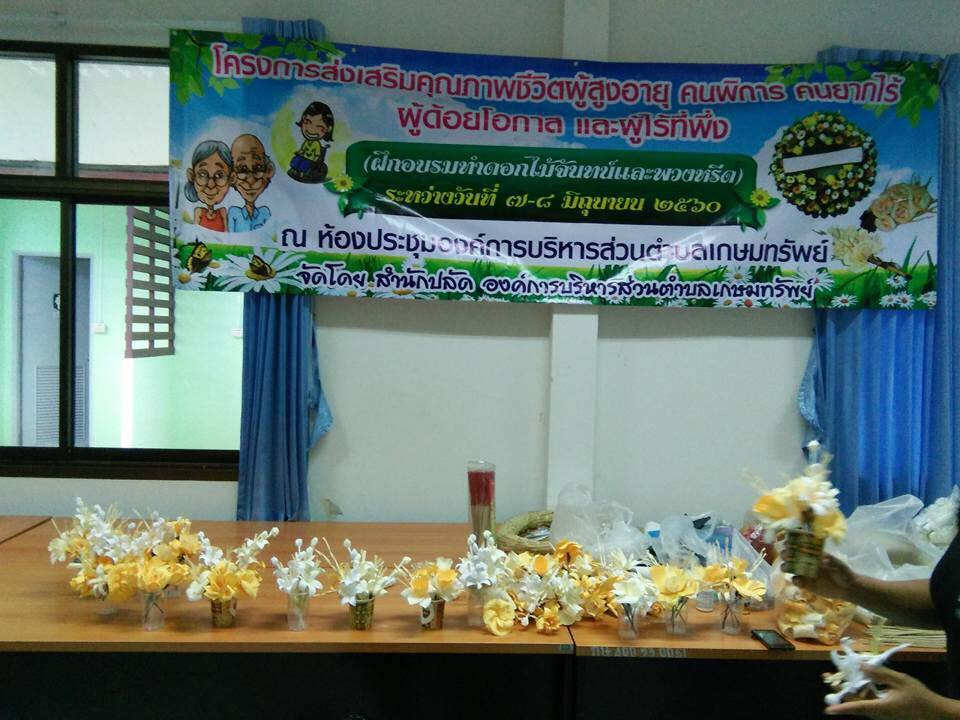 โครงการส่งเสริมคุณภาพชีวิตผู้สูงอายุ คนพิการ คนยากไร้
ผู้ด้อยโอกาส และผู้ไร้ที่พึ่ง
(ฝึกอบรมทำดอกไม้จันทน์และพวงหรีด)
ระหว่างวันที่ ๗-๘ มิถุนายน ๒๕๖๐
ณ ห้องประชุมองค์การบริหารส่วนตำบลเกษมทรัพย์
จัดโดย สำนักปลัด องค์การบริหารส่วนตำบลเกษมทรัพย์